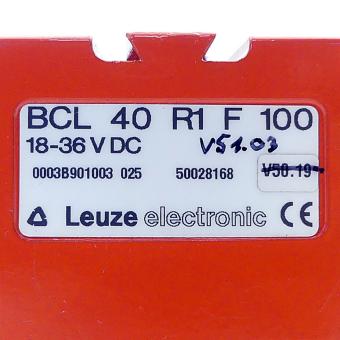 BCL 40 R1 F 100
18-36 V DC V51.03
0003B901003 025 50028168 V50.19
Leuze electronic CE